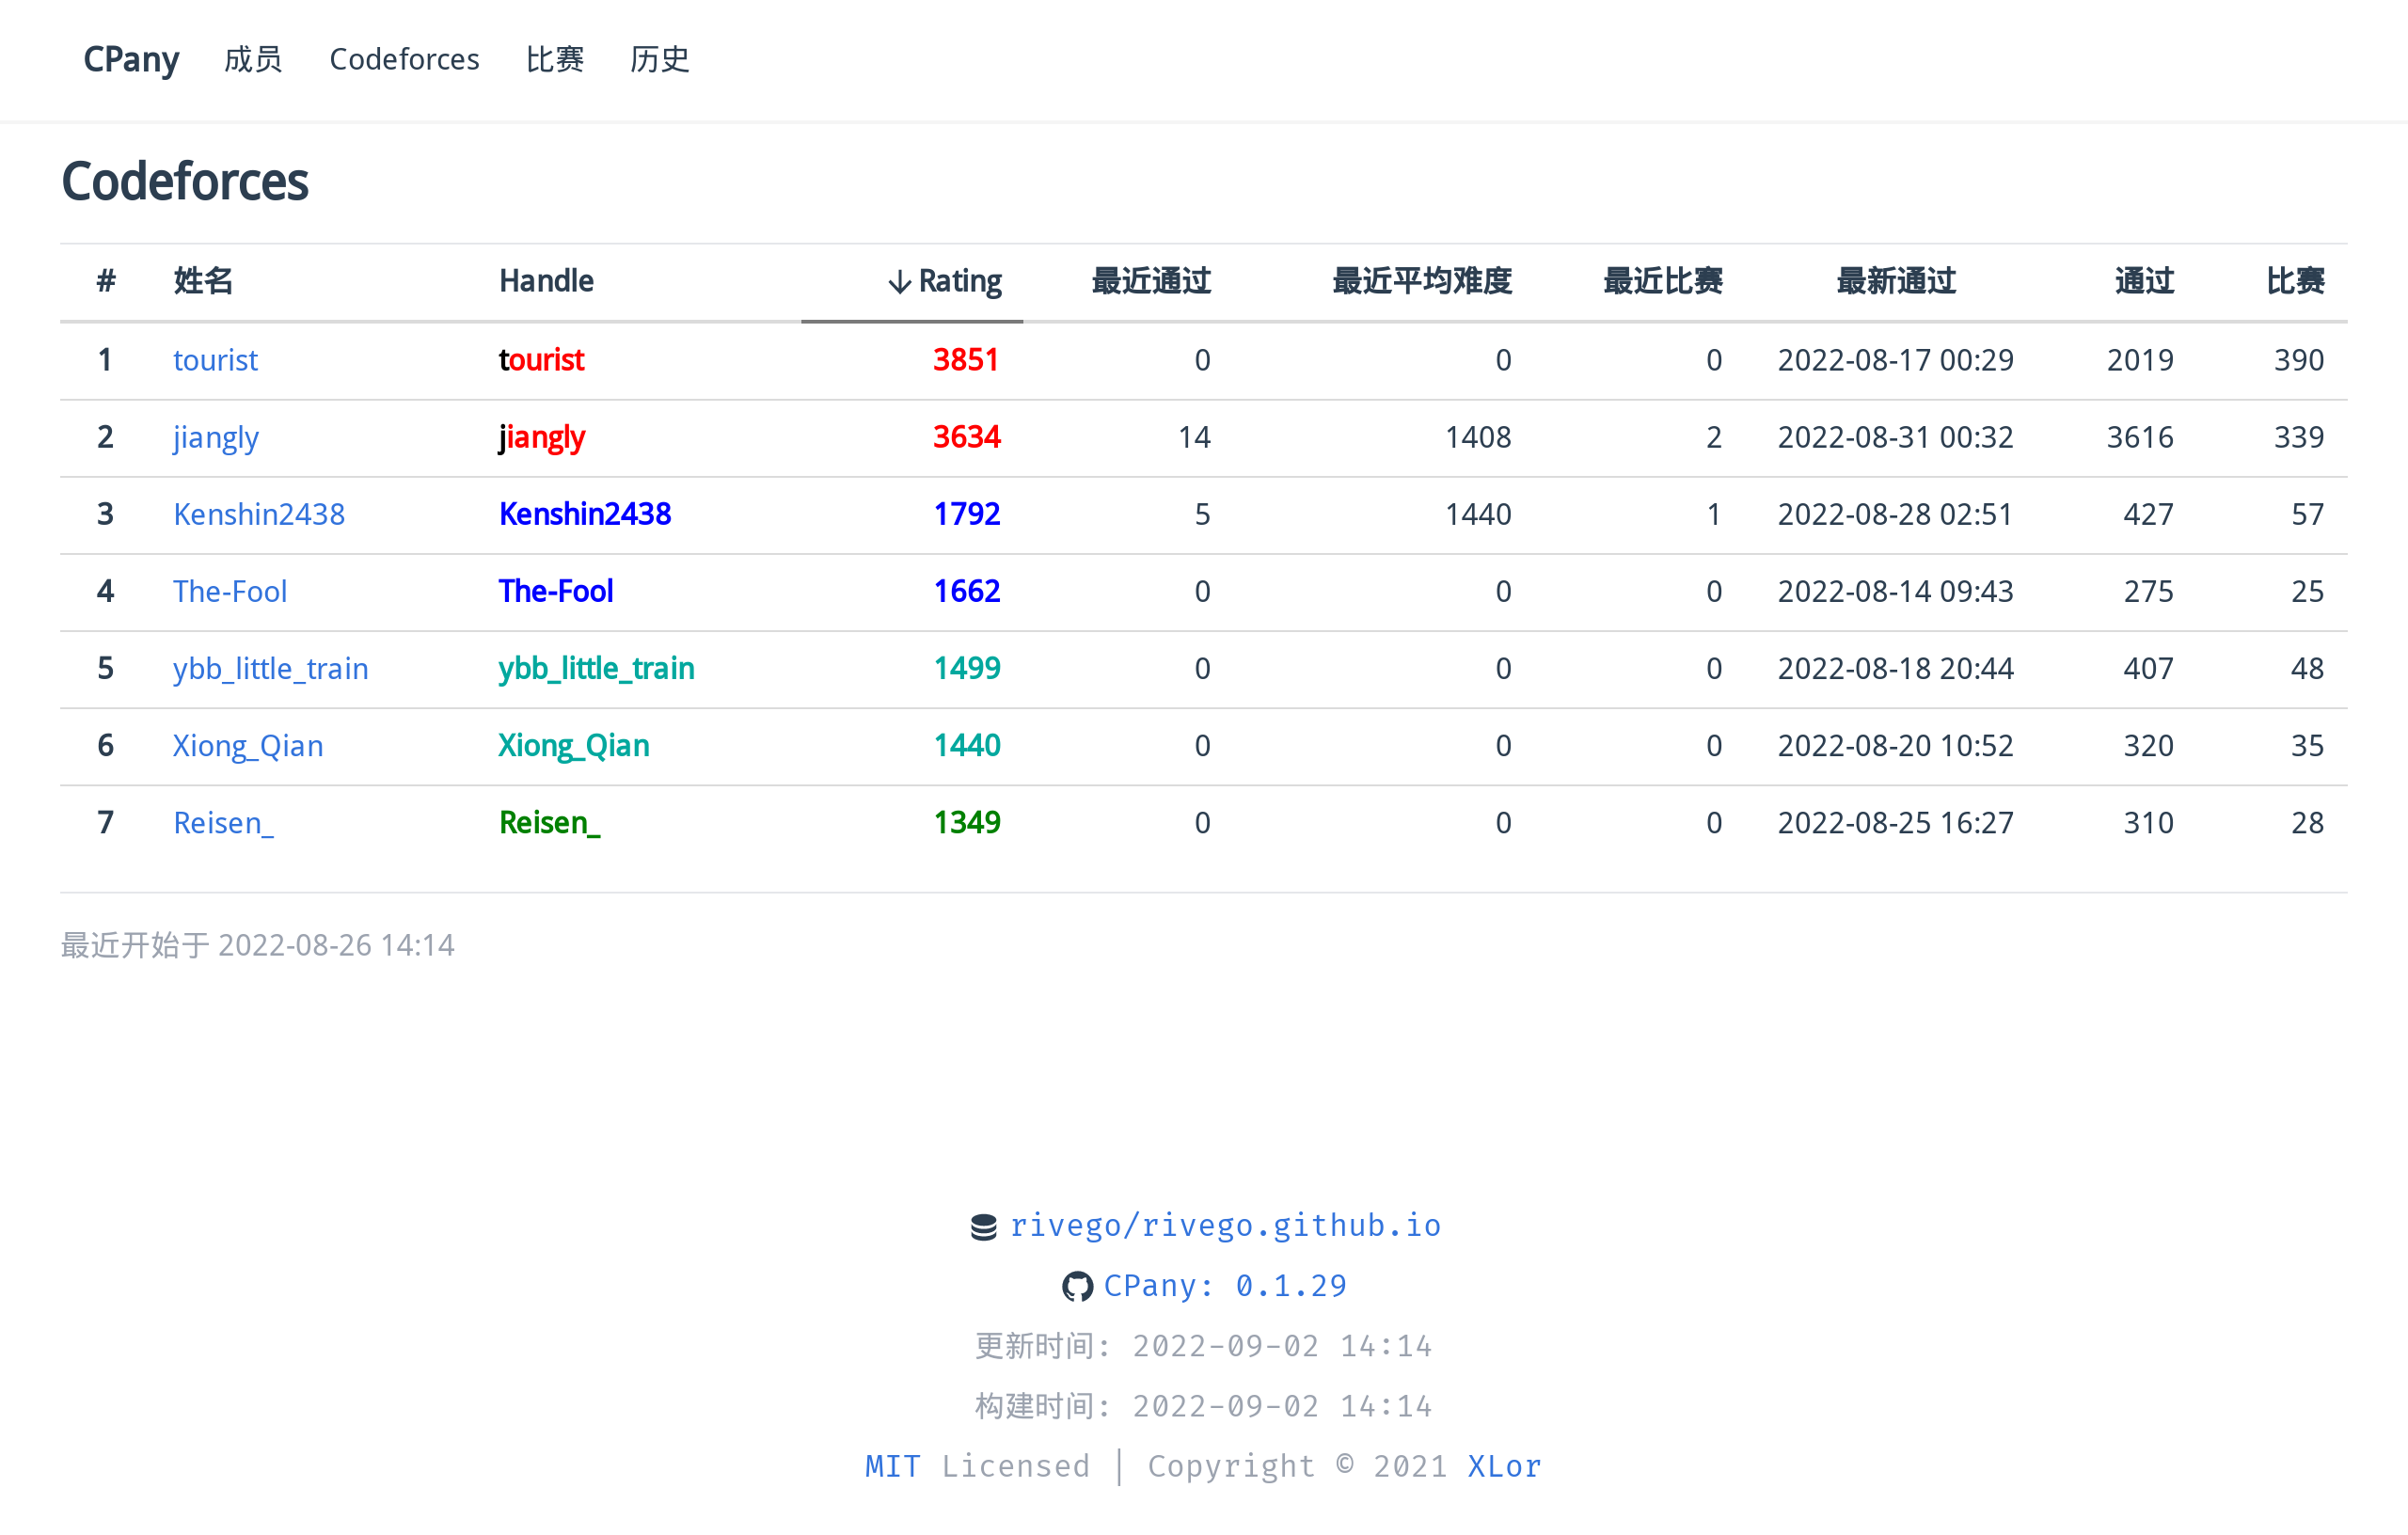 CPany 成员 Codeforces 比赛 历史
Codeforces
# 姓名 Handle ↓ Rating 最近通过 最近平均难度 最近比赛 最新通过 通过 比赛
1 tourist tourist 3851 0 0 0 2022-08-17 00:29 2019 390
2 jiangly jiangly 3634 14 1408 2 2022-08-31 00:32 3616 339
3 Kenshin2438 Kenshin2438 1792 5 1440 1 2022-08-28 02:51 427 57
4 The-Fool The-Fool 1662 0 0 0 2022-08-14 09:43 275 25
5 ybb_little_train ybb_little_train 1499 0 0 0 2022-08-18 20:44 407 48
6 Xiong_Qian Xiong_Qian 1440 0 0 0 2022-08-20 10:52 320 35
7 Reisen_ Reisen_ 1349 0 0 0 2022-08-25 16:27 310 28
最近开始于 2022-08-26 14:14
rivego/rivego.github.io
CPany: 0.1.29
更新时间: 2022-09-02 14:14
构建时间: 2022-09-02 14:14
MIT Licensed | Copyright © 2021 XLor